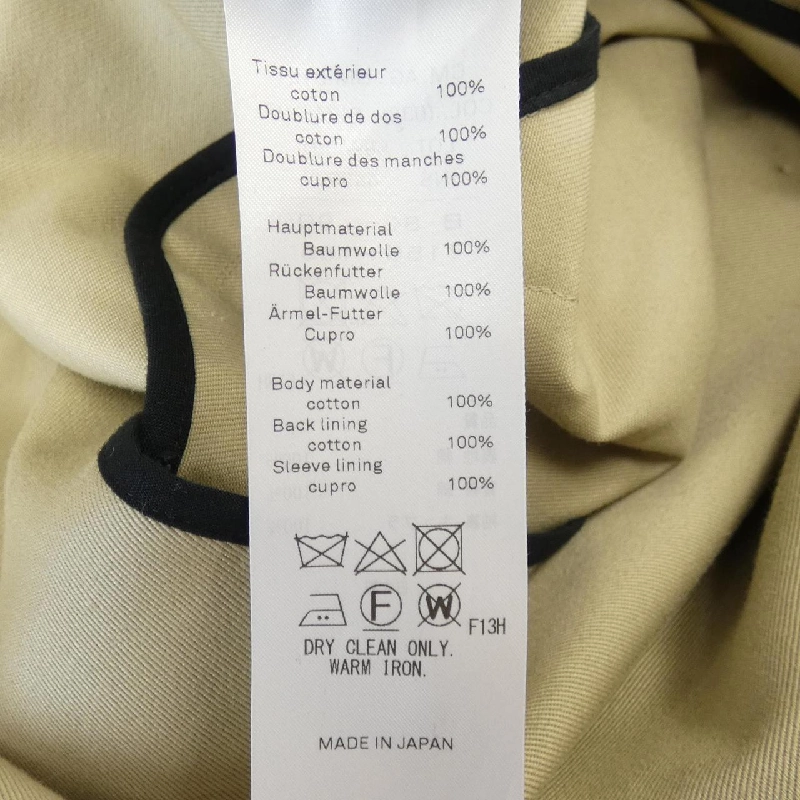 Tissu extérieur
coton 100%
Doublure de dos
coton 100%
Doublure des manches
cupro 100%
Hauptmaterial
Baumwolle 100%
Rückenfutter
Baumwolle 100%
Ärmel-Futter
Cupro 100%
Body material
cotton 100%
Back lining
cotton 100%
Sleeve lining
cupro 100%
F W F13H
DRY CLEAN ONLY.
WARM IRON.
MADE IN JAPAN